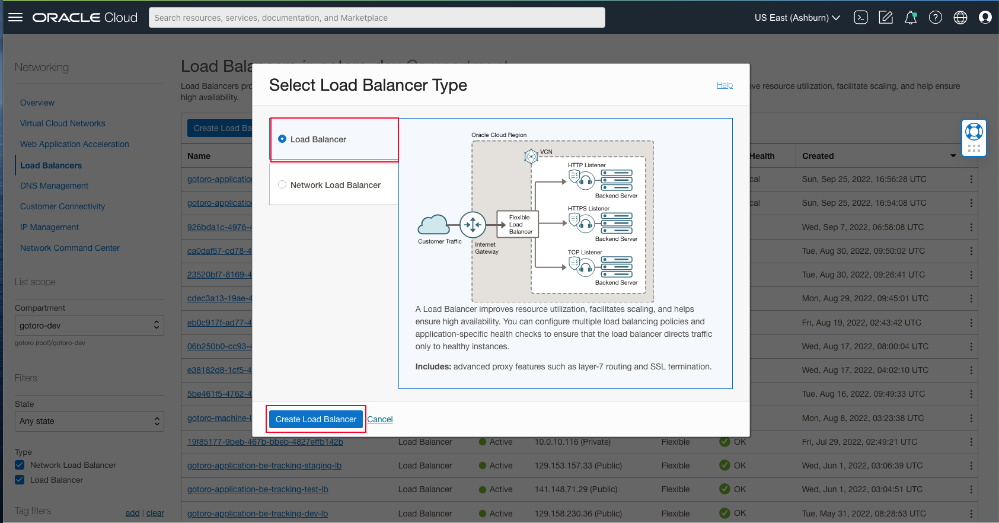 ORACLE Cloud
Search resources, services, documentation, and Marketplace
US East (Ashburn)
Networking
Overview
Virtual Cloud Networks
Web Application Acceleration
Load Balancers
DNS Management
Customer Connectivity
IP Management
Network Command Center
List scope
Compartment
gotoro-dev
gotoro (root)/gotoro-dev
Filters
State
Any state
Type
Network Load Balancer
Load Balancer
Tag filters add | clear
Load Balancers in gotoro-dev Compartment
Load Balancers pro
ve resource utilization, facilitate scaling, and help ensure
high availability.
Create Load Ba
Name Health Created
gotoro-application cal Sun, Sep 25, 2022, 16:56:28 UTC
gotoro-application cal Sun, Sep 25, 2022, 16:54:08 UTC
926bda1c-4976-4 Wed, Sep 7, 2022, 06:58:08 UTC
ca0daf57-cd78-4 Tue, Aug 30, 2022, 09:50:02 UTC
23520bf7-8169-4 Tue, Aug 30, 2022, 09:26:41 UTC
cdec3a13-19ae-4 Mon, Aug 29, 2022, 09:45:01 UTC
eb0c917f-ad77-4 Fri, Aug 19, 2022, 02:43:42 UTC
06b250b0-cc93-4 Wed, Aug 17, 2022, 08:00:04 UTC
e38182d8-1cf5-4 Wed, Aug 17, 2022, 04:02:10 UTC
5be461f5-4762-4 Tue, Aug 16, 2022, 09:49:33 UTC
gotoro-machine-l Mon, Aug 8, 2022, 03:23:38 UTC
19f85177-9beb-467b-bbeb-4827effb142b Load Balancer Active 10.0.10.116 (Private) Flexible OK Fri, Jul 29, 2022, 02:49:21 UTC
gotoro-application-be-tracking-staging-lb Load Balancer Active 129.153.157.33 (Public) Flexible OK Wed, Jun 1, 2022, 03:06:39 UTC
gotoro-application-be-tracking-test-lb Load Balancer Active 141.148.71.29 (Public) Flexible OK Wed, Jun 1, 2022, 03:04:51 UTC
gotoro-application-be-tracking-dev-lb Load Balancer Active 129.158.230.36 (Public) Flexible OK Tue, May 31, 2022, 08:28:53 UTC
Select Load Balancer Type
Help
Load Balancer
Network Load Balancer
Oracle Cloud Region
VCN
HTTP Listener
Backend Server
HTTPS Listener
Backend Server
TCP Listener
Backend Server
Flexible
Load
Balancer
Customer Traffic
Internet
Gateway
A Load Balancer improves resource utilization, facilitates scaling, and helps
ensure high availability. You can configure multiple load balancing policies and
application-specific health checks to ensure that the load balancer directs traffic
only to healthy instances.
Includes: advanced proxy features such as layer-7 routing and SSL termination.
Create Load Balancer Cancel